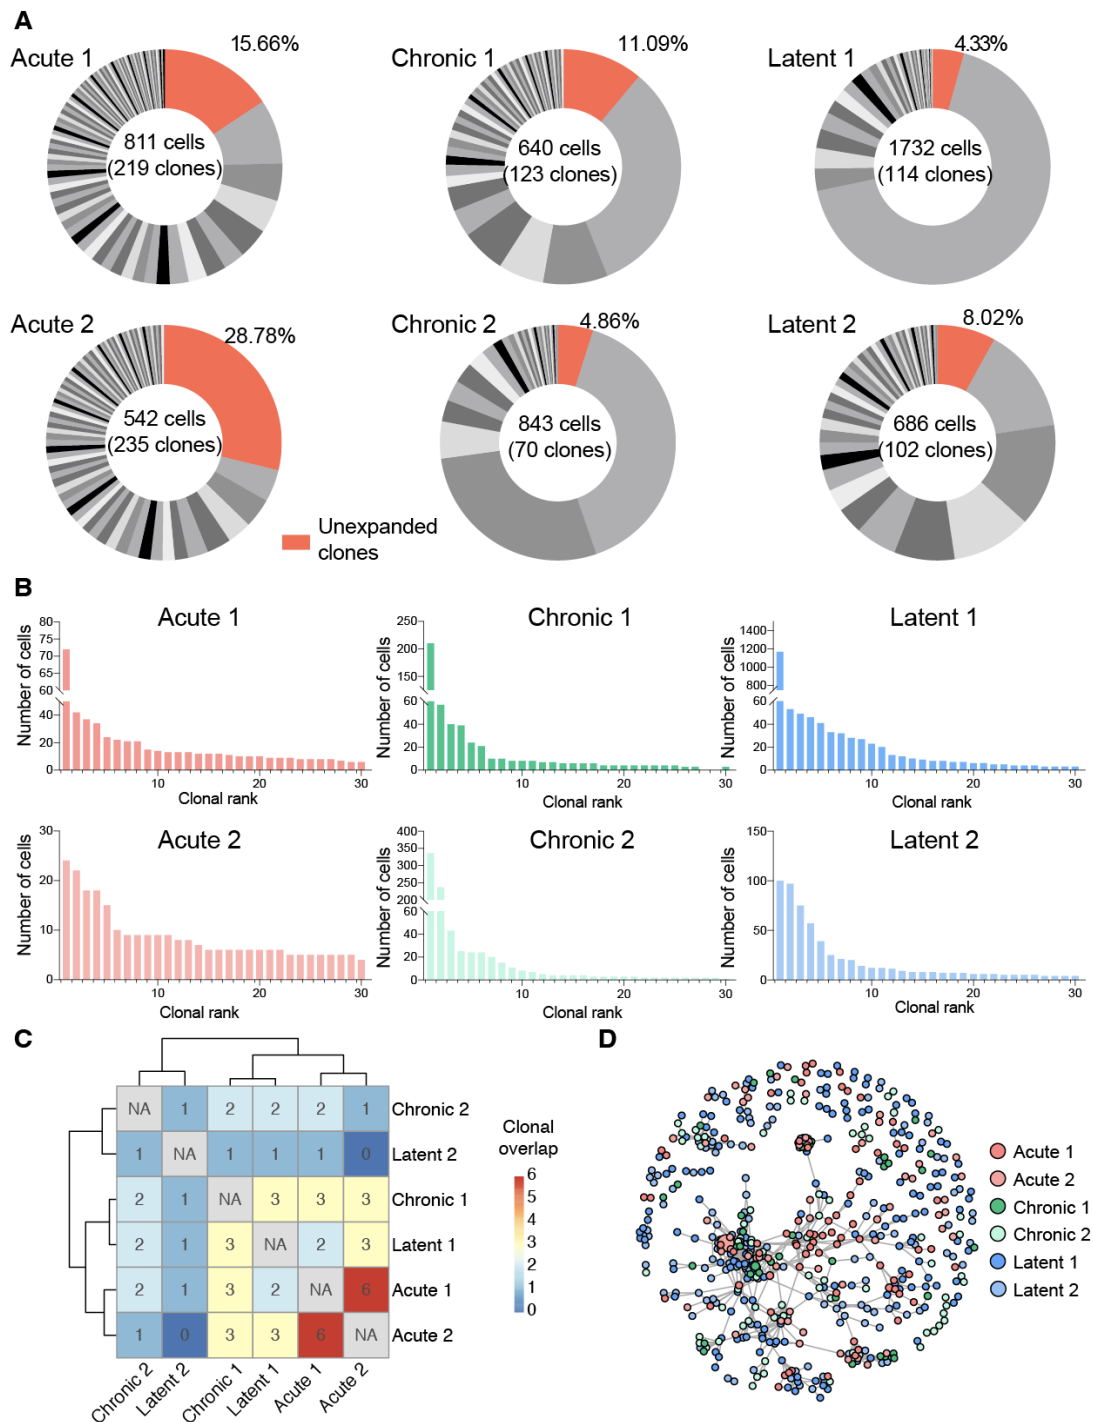 A
Acute 1
15.66%
811 cells
(219 clones)
Chronic 1
11.09%
640 cells
(123 clones)
Latent 1
4.33%
1732 cells
(114 clones)
Acute 2
28.78%
542 cells
(235 clones)
Chronic 2
4.86%
843 cells
(70 clones)
Latent 2
8.02%
686 cells
(102 clones)
Unexpanded
clones
B
Acute 1
Number of cells
80
75
70
65
60
40
20
0
10
20
30
Clonal rank
Chronic 1
Number of cells
250
200
150
60
40
20
0
10
20
30
Clonal rank
Latent 1
Number of cells
1400
1200
1000
800
60
40
20
0
10
20
30
Clonal rank
Acute 2
Number of cells
30
20
10
0
10
20
30
Clonal rank
Chronic 2
Number of cells
400
350
300
250
200
60
40
20
0
10
20
30
Clonal rank
Latent 2
Number of cells
150
100
50
0
10
20
30
Clonal rank
C
NA 1 2 2 2 1 Chronic 2
1 NA 1 1 1 0 Latent 2
2 1 NA 3 3 3 Chronic 1
2 1 3 NA 2 3 Latent 1
2 1 3 2 NA 6 Acute 1
1 0 3 3 6 NA Acute 2
Chronic 2
Latent 2
Chronic 1
Latent 1
Acute 1
Acute 2
Clonal
overlap
6
5
4
3
2
1
0
D
Acute 1
Acute 2
Chronic 1
Chronic 2
Latent 1
Latent 2